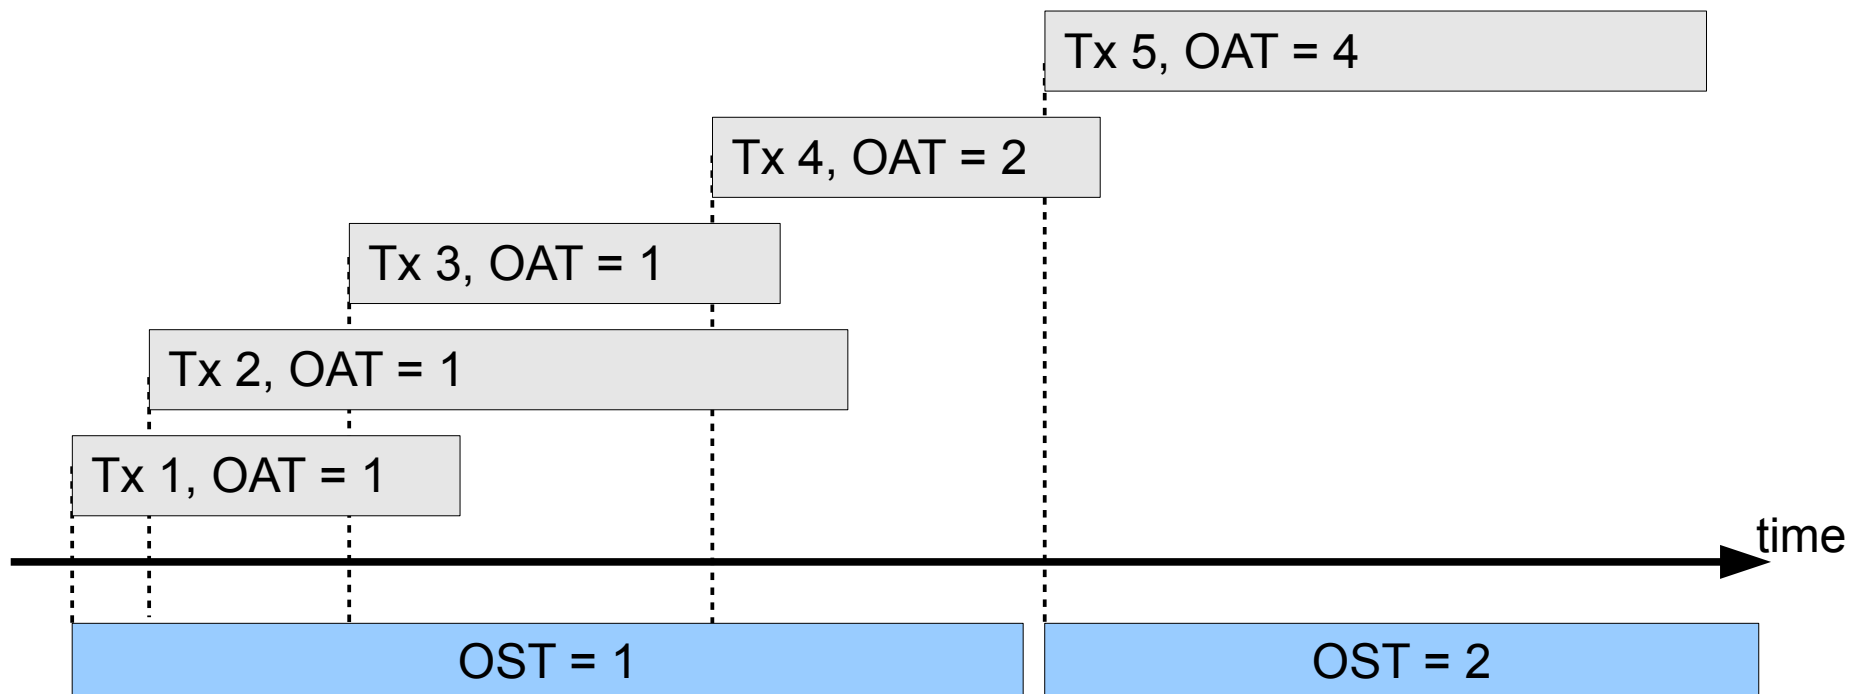 Tx 5, OAT = 4
Tx 4, OAT = 2
Tx 3, OAT = 1
Tx 2, OAT = 1
Tx 1, OAT = 1
time
OST = 1
OST = 2